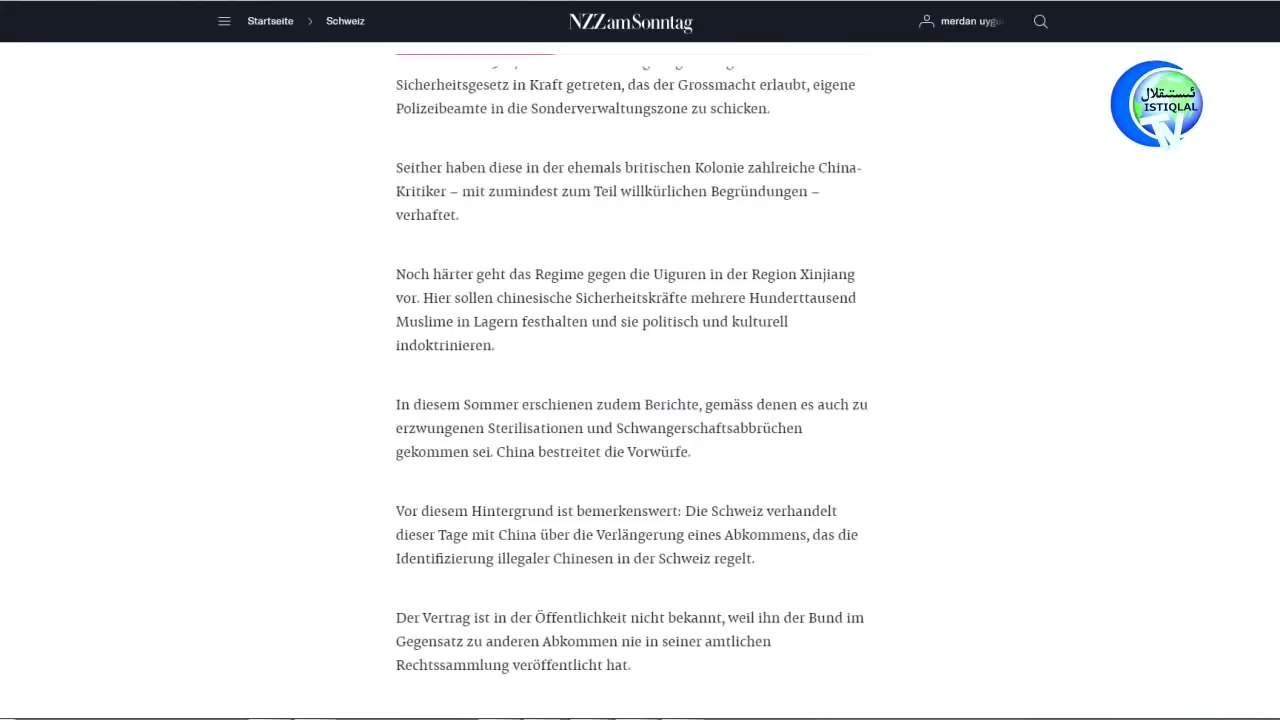 Startseite
Schweiz
NZZamSonntag
merdan uygu
ئىستىقلال
ISTIQLAL
TV
Sicherheitsgesetz in Kraft getreten, das der Grossmacht erlaubt, eigene
Polizeibeamte in die Sonderverwaltungszone zu schicken.
Seither haben diese in der ehemals britischen Kolonie zahlreiche China-
Kritiker – mit zumindest zum Teil willkürlichen Begründungen –
verhaftet.
Noch härter geht das Regime gegen die Uiguren in der Region Xinjiang
vor. Hier sollen chinesische Sicherheitskräfte mehrere Hunderttausend
Muslime in Lagern festhalten und sie politisch und kulturell
indoktrinieren.
In diesem Sommer erschienen zudem Berichte, gemäss denen es auch zu
erzwungenen Sterilisationen und Schwangerschaftsabbrüchen
gekommen sei. China bestreitet die Vorwürfe.
Vor diesem Hintergrund ist bemerkenswert: Die Schweiz verhandelt
dieser Tage mit China über die Verlängerung eines Abkommens, das die
Identifizierung illegaler Chinesen in der Schweiz regelt.
Der Vertrag ist in der Öffentlichkeit nicht bekannt, weil ihn der Bund im
Gegensatz zu anderen Abkommen nie in seiner amtlichen
Rechtssammlung veröffentlicht hat.